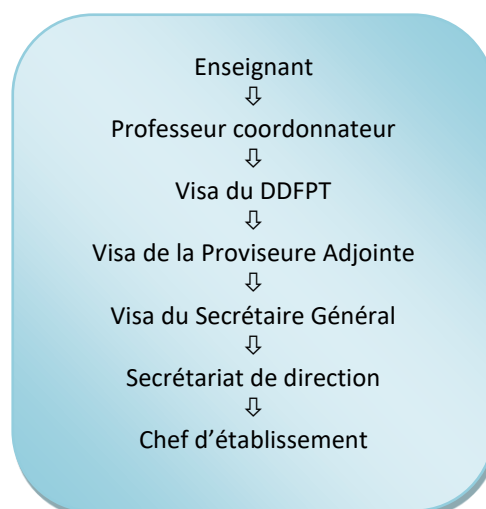 Enseignant
⇩
Professeur coordonnateur
⇩
Visa du DDFPT
⇩
Visa de la Proviseure Adjointe
⇩
Visa du Secrétaire Général
⇩
Secrétariat de direction
⇩
Chef d’établissement